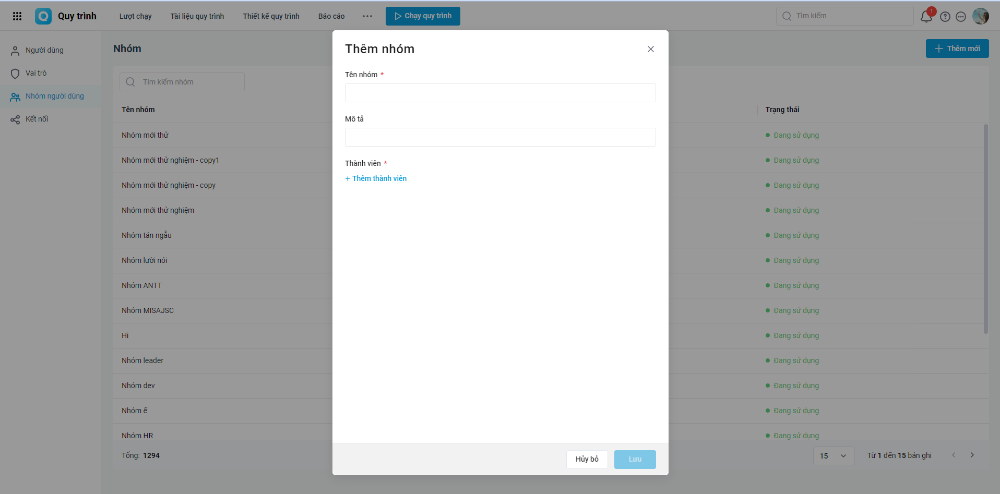 Quy trình
Lượt chạy
Tài liệu quy trình
Thiết kế quy trình
Báo cáo
Chạy quy trình
Tìm kiếm
1
Người dùng
Vai trò
Nhóm người dùng
Kết nối
Nhóm
Thêm mới
Tìm kiếm nhóm
Tên nhóm
Trạng thái
Nhóm mới thử
Đang sử dụng
Nhóm mới thử nghiệm - copy1
Đang sử dụng
Nhóm mới thử nghiệm - copy
Đang sử dụng
Nhóm mới thử nghiệm
Đang sử dụng
Nhóm tán ngẫu
Đang sử dụng
Nhóm lười nói
Đang sử dụng
Nhóm ANTT
Đang sử dụng
Nhóm MISAJSC
Đang sử dụng
Hi
Đang sử dụng
Nhóm leader
Đang sử dụng
Nhóm dev
Đang sử dụng
Nhóm ế
Đang sử dụng
Nhóm HR
Đang sử dụng
Tổng: 1294
15
Từ 1 đến 15 bản ghi
Thêm nhóm
Tên nhóm *
Mô tả
Thành viên *
+ Thêm thành viên
Hủy bỏ
Lưu